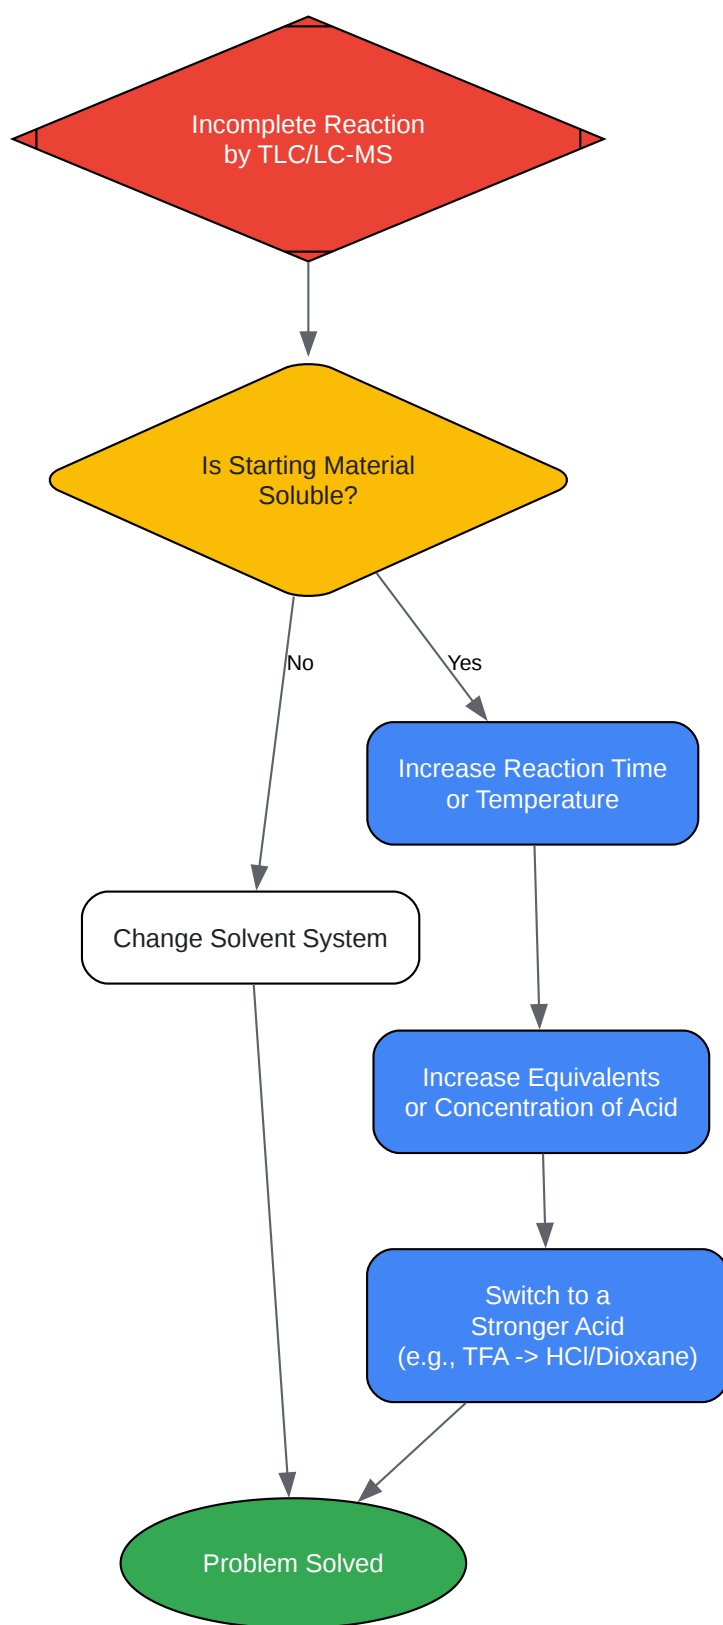 Incomplete Reaction
by TLC/LC-MS
Is Starting Material
Soluble?
No
Yes
Increase Reaction Time
or Temperature
Change Solvent System
Increase Equivalents
or Concentration of Acid
Switch to a
Stronger Acid
(e.g., TFA -> HCl/Dioxane)
Problem Solved